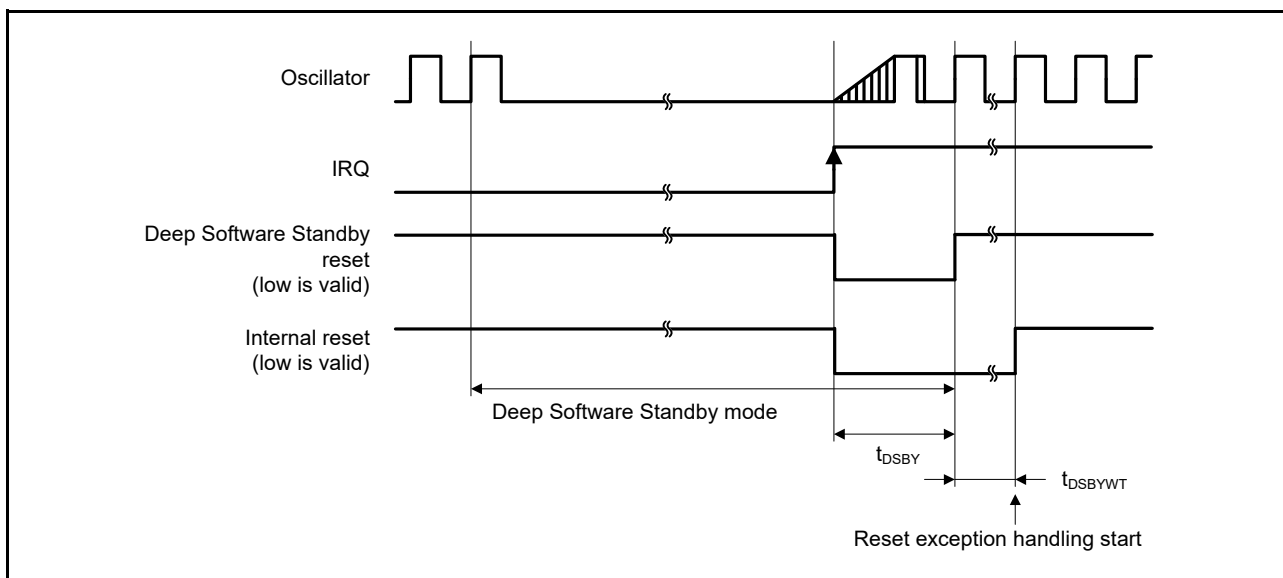 Oscillator
IRQ
Deep Software Standby
reset
(low is valid)
Internal reset
(low is valid)
Deep Software Standby mode
tDSBY
tDSBYWT
Reset exception handling start